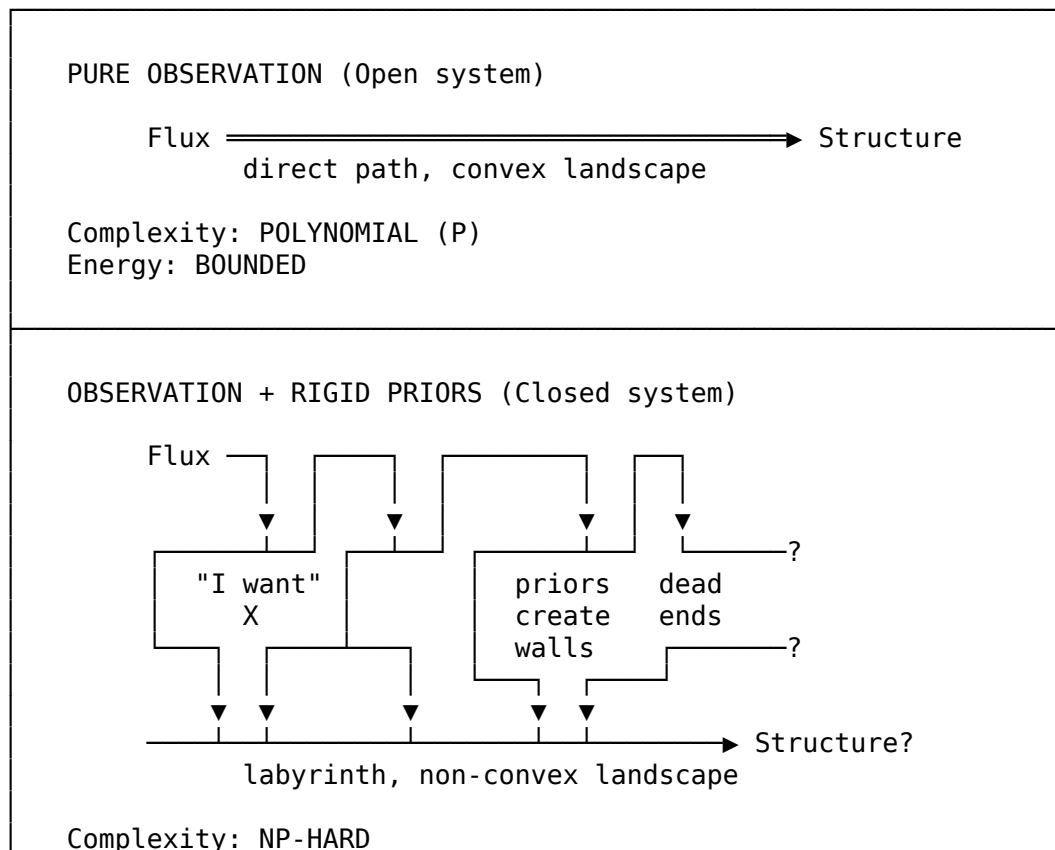 PURE OBSERVATION (Open system)
Flux Structure
direct path, convex landscape
Complexity: POLYNOMIAL (P)
Energy: BOUNDED
OBSERVATION + RIGID PRIORS (Closed system)
Flux
?
"I want" priors dead
X create ends
walls ?
Structure?
labyrinth, non-convex landscape
Complexity: NP-HARD